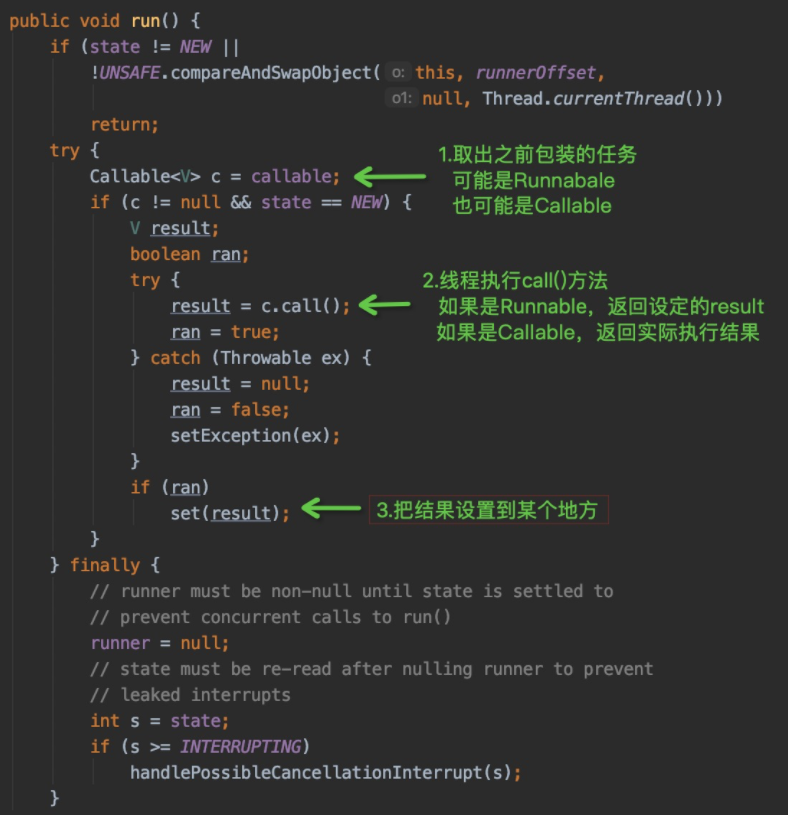 public void run() {
if (state != NEW ||
!UNSAFE.compareAndSwapObject( o: this, runnerOffset,
o1: null, Thread.currentThread()))
return;
try {
Callable<V> c = callable;
1.取出之前包装的任务
可能是Runnabale
也可能是Callable
if (c != null && state == NEW) {
V result;
boolean ran;
try {
result = c.call();
ran = true;
2.线程执行call()方法
如果是Runnable，返回设定的result
如果是Callable，返回实际执行结果
} catch (Throwable ex) {
result = null;
ran = false;
setException(ex);
}
if (ran)
set(result);
3.把结果设置到某个地方
}
} finally {
// runner must be non-null until state is settled to
// prevent concurrent calls to run()
runner = null;
// state must be re-read after nulling runner to prevent
// leaked interrupts
int s = state;
if (s >= INTERRUPTING)
handlePossibleCancellationInterrupt(s);
}